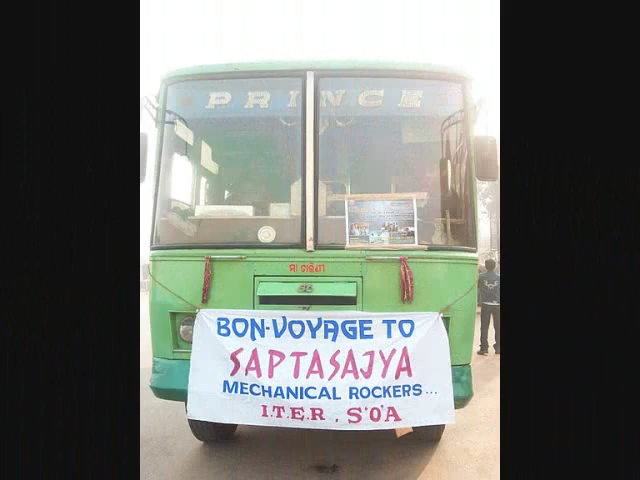 PRINCE
ମା ତାରିଣୀ
BON-VOYAGE TO
SAPTASAJYA
MECHANICAL ROCKERS...
I.T.E.R, S'O'A